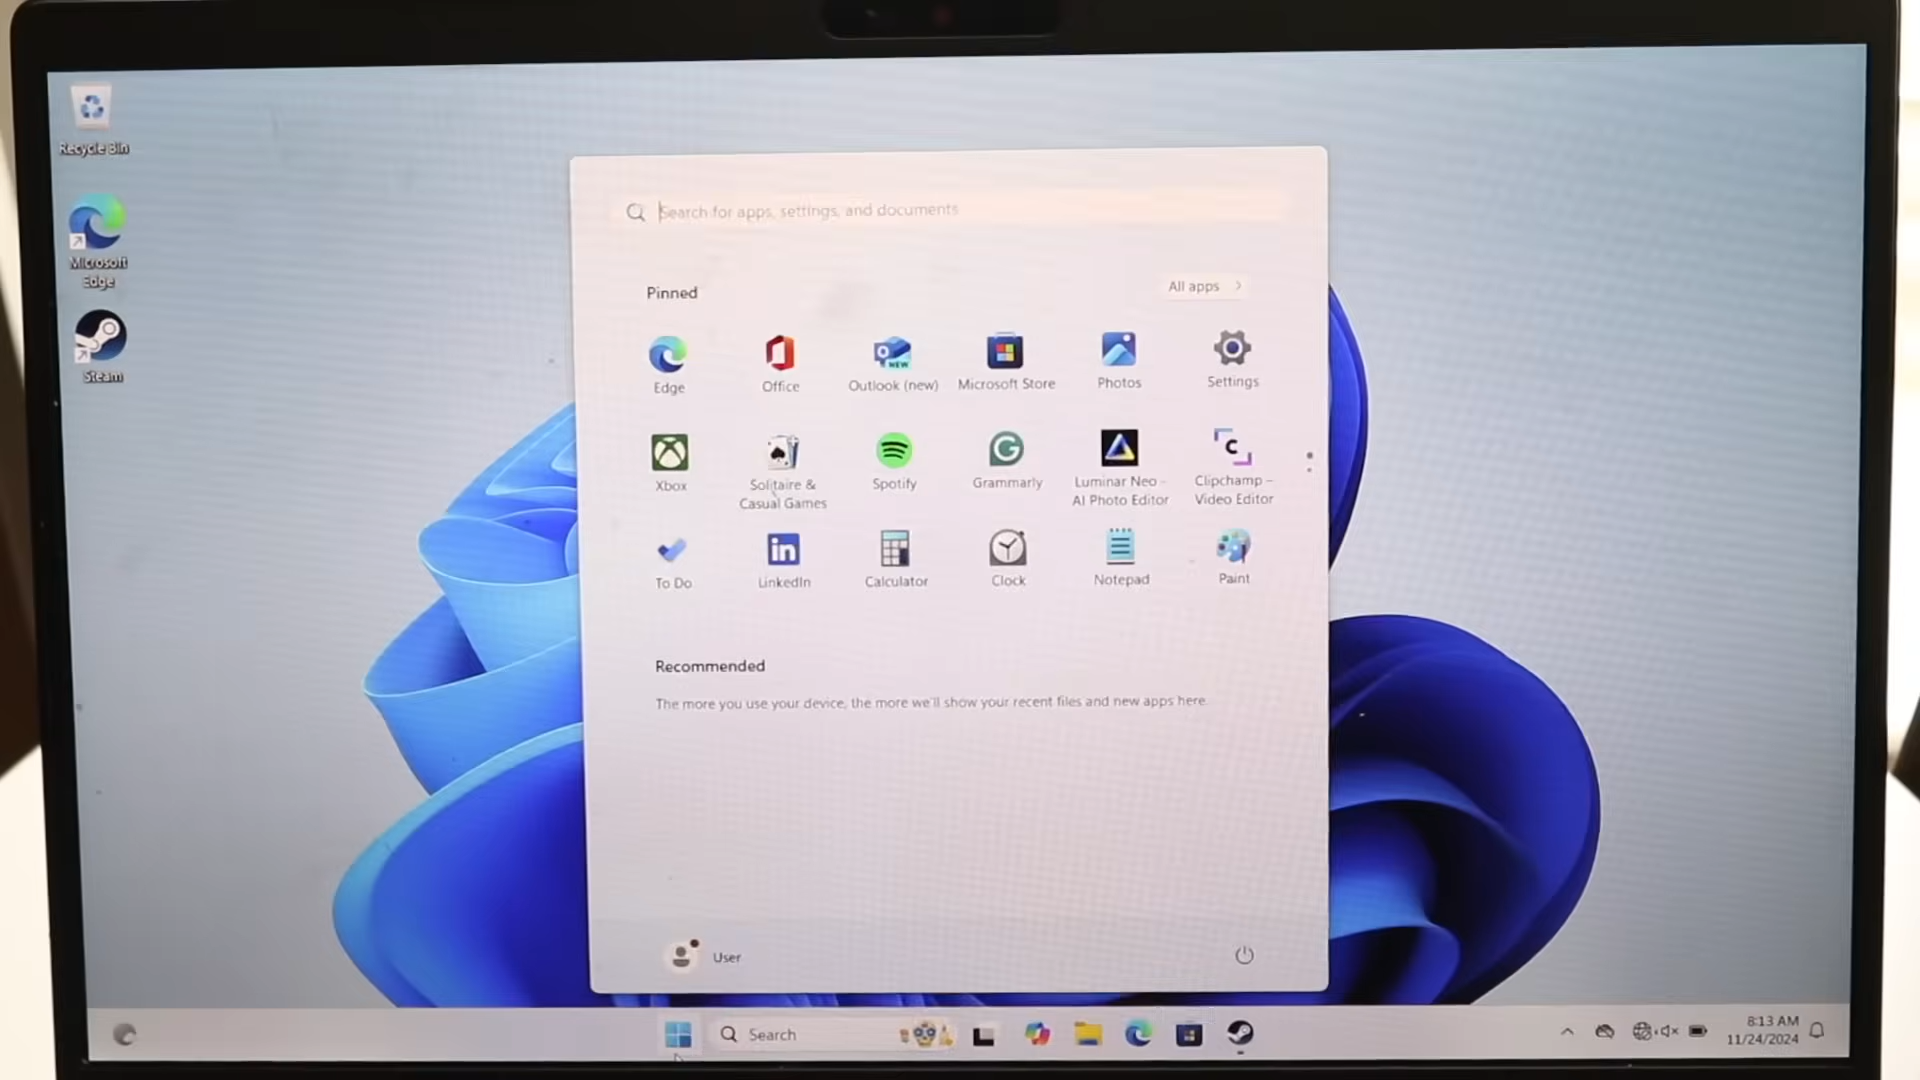 Recycle Bin
Microsoft
Edge
Steam
Search for apps, settings, and documents
Pinned
All apps
Edge
Office
Outlook (new)
Microsoft Store
Photos
Settings
Xbox
Solitaire &
Casual Games
Spotify
Grammarly
Luminar Neo -
AI Photo Editor
Clipchamp -
Video Editor
To Do
LinkedIn
Calculator
Clock
Notepad
Paint
Recommended
The more you use your device, the more we'll show your recent files and new apps here.
User
Search
8:13 AM
11/24/2024